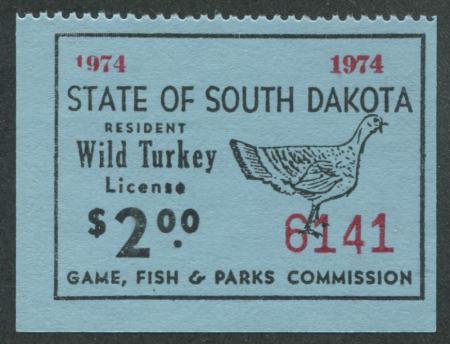 1974 1974
STATE OF SOUTH DAKOTA
RESIDENT
Wild Turkey
License
$2.00
6141
GAME, FISH & PARKS COMMISSION